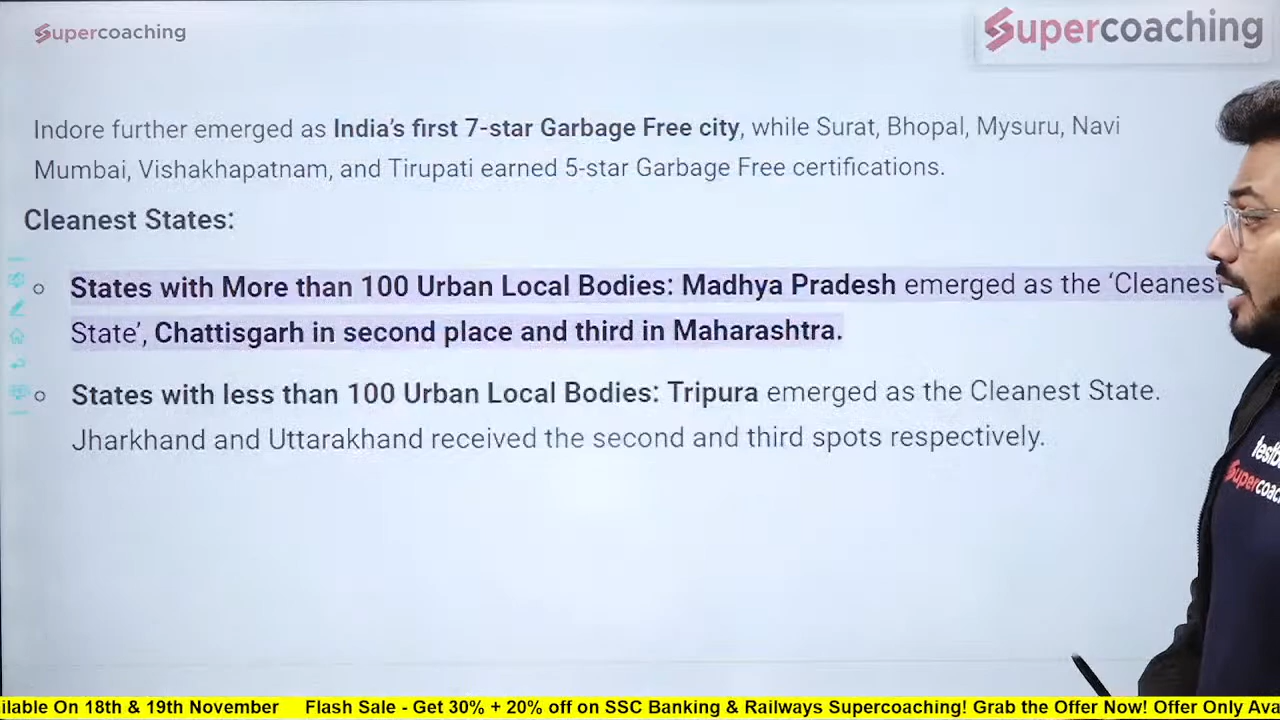 Supercoaching
Supercoaching
Indore further emerged as India's first 7-star Garbage Free city, while Surat, Bhopal, Mysuru, Navi
Mumbai, Vishakhapatnam, and Tirupati earned 5-star Garbage Free certifications.
Cleanest States:
States with More than 100 Urban Local Bodies: Madhya Pradesh emerged as the ‘Cleanest
State’, Chattisgarh in second place and third in Maharashtra.
States with less than 100 Urban Local Bodies: Tripura emerged as the Cleanest State.
Jharkhand and Uttarakhand received the second and third spots respectively.
On 18th & 19th November Flash Sale - Get 30% + 20% off on SSC Banking & Railways Supercoaching! Grab the Offer Now! Offer Only